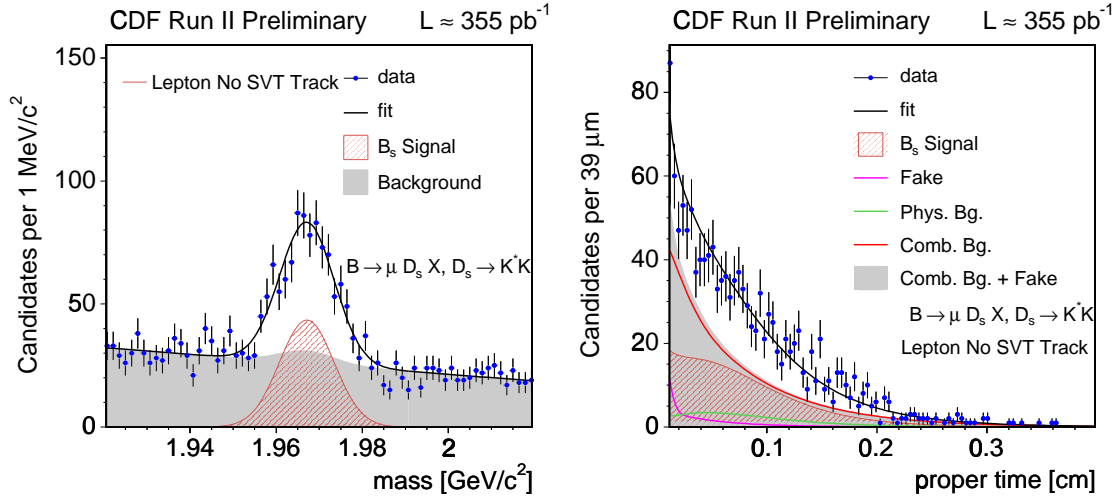 CDF Run II Preliminary L ≈ 355 pb⁻¹
Candidates per 1 MeV/c²
150
100
50
0
Lepton No SVT Track
data
fit
Bₛ Signal
Background
B → μ Dₛ X, Dₛ → K*K
1.94 1.96 1.98 2
mass [GeV/c²]
CDF Run II Preliminary L ≈ 355 pb⁻¹
Candidates per 39 μm
80
60
40
20
0
data
fit
Bₛ Signal
Fake
Phys. Bg.
Comb. Bg.
Comb. Bg. + Fake
B → μ Dₛ X, Dₛ → K*K
Lepton No SVT Track
0.1 0.2 0.3
proper time [cm]